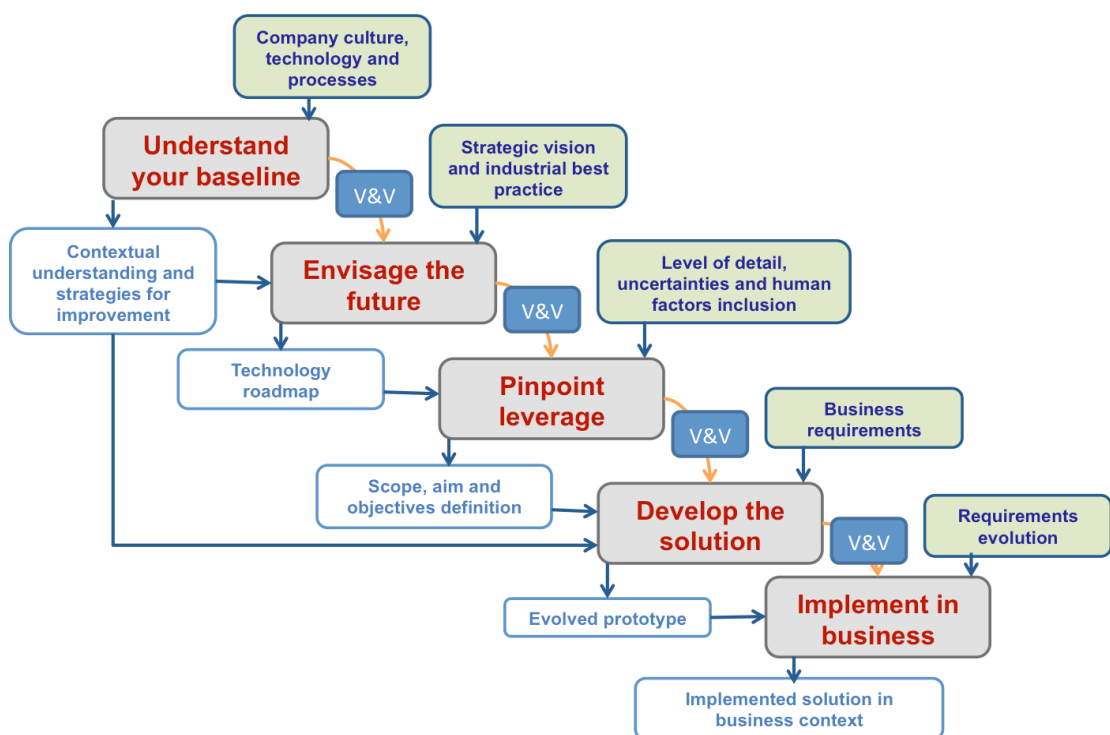 Company culture,
technology and
processes
Understand
your baseline
V&V
Strategic vision
and industrial best
practice
Contextual
understanding and
strategies for
improvement
Envisage the
future
V&V
Level of detail,
uncertainties and human
factors inclusion
Technology
roadmap
Pinpoint
leverage
V&V
Business
requirements
Scope, aim and
objectives definition
Develop the
solution
V&V
Requirements
evolution
Evolved prototype
Implement in
business
Implemented solution in
business context